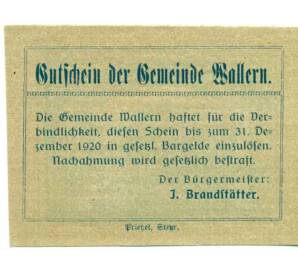 Gutschein der Gemeinde Wallern.
Die Gemeinde Wallern haftet für die Ver-
bindlichkeit, diesen Schein bis zum 31. De-
zember 1920 in gesetzl. Bargelde einzulösen.
Nachahmung wird gesetzlich bestraft.
Der Bürgermeister:
J. Brandstätter.
Prietzel, Steyr.